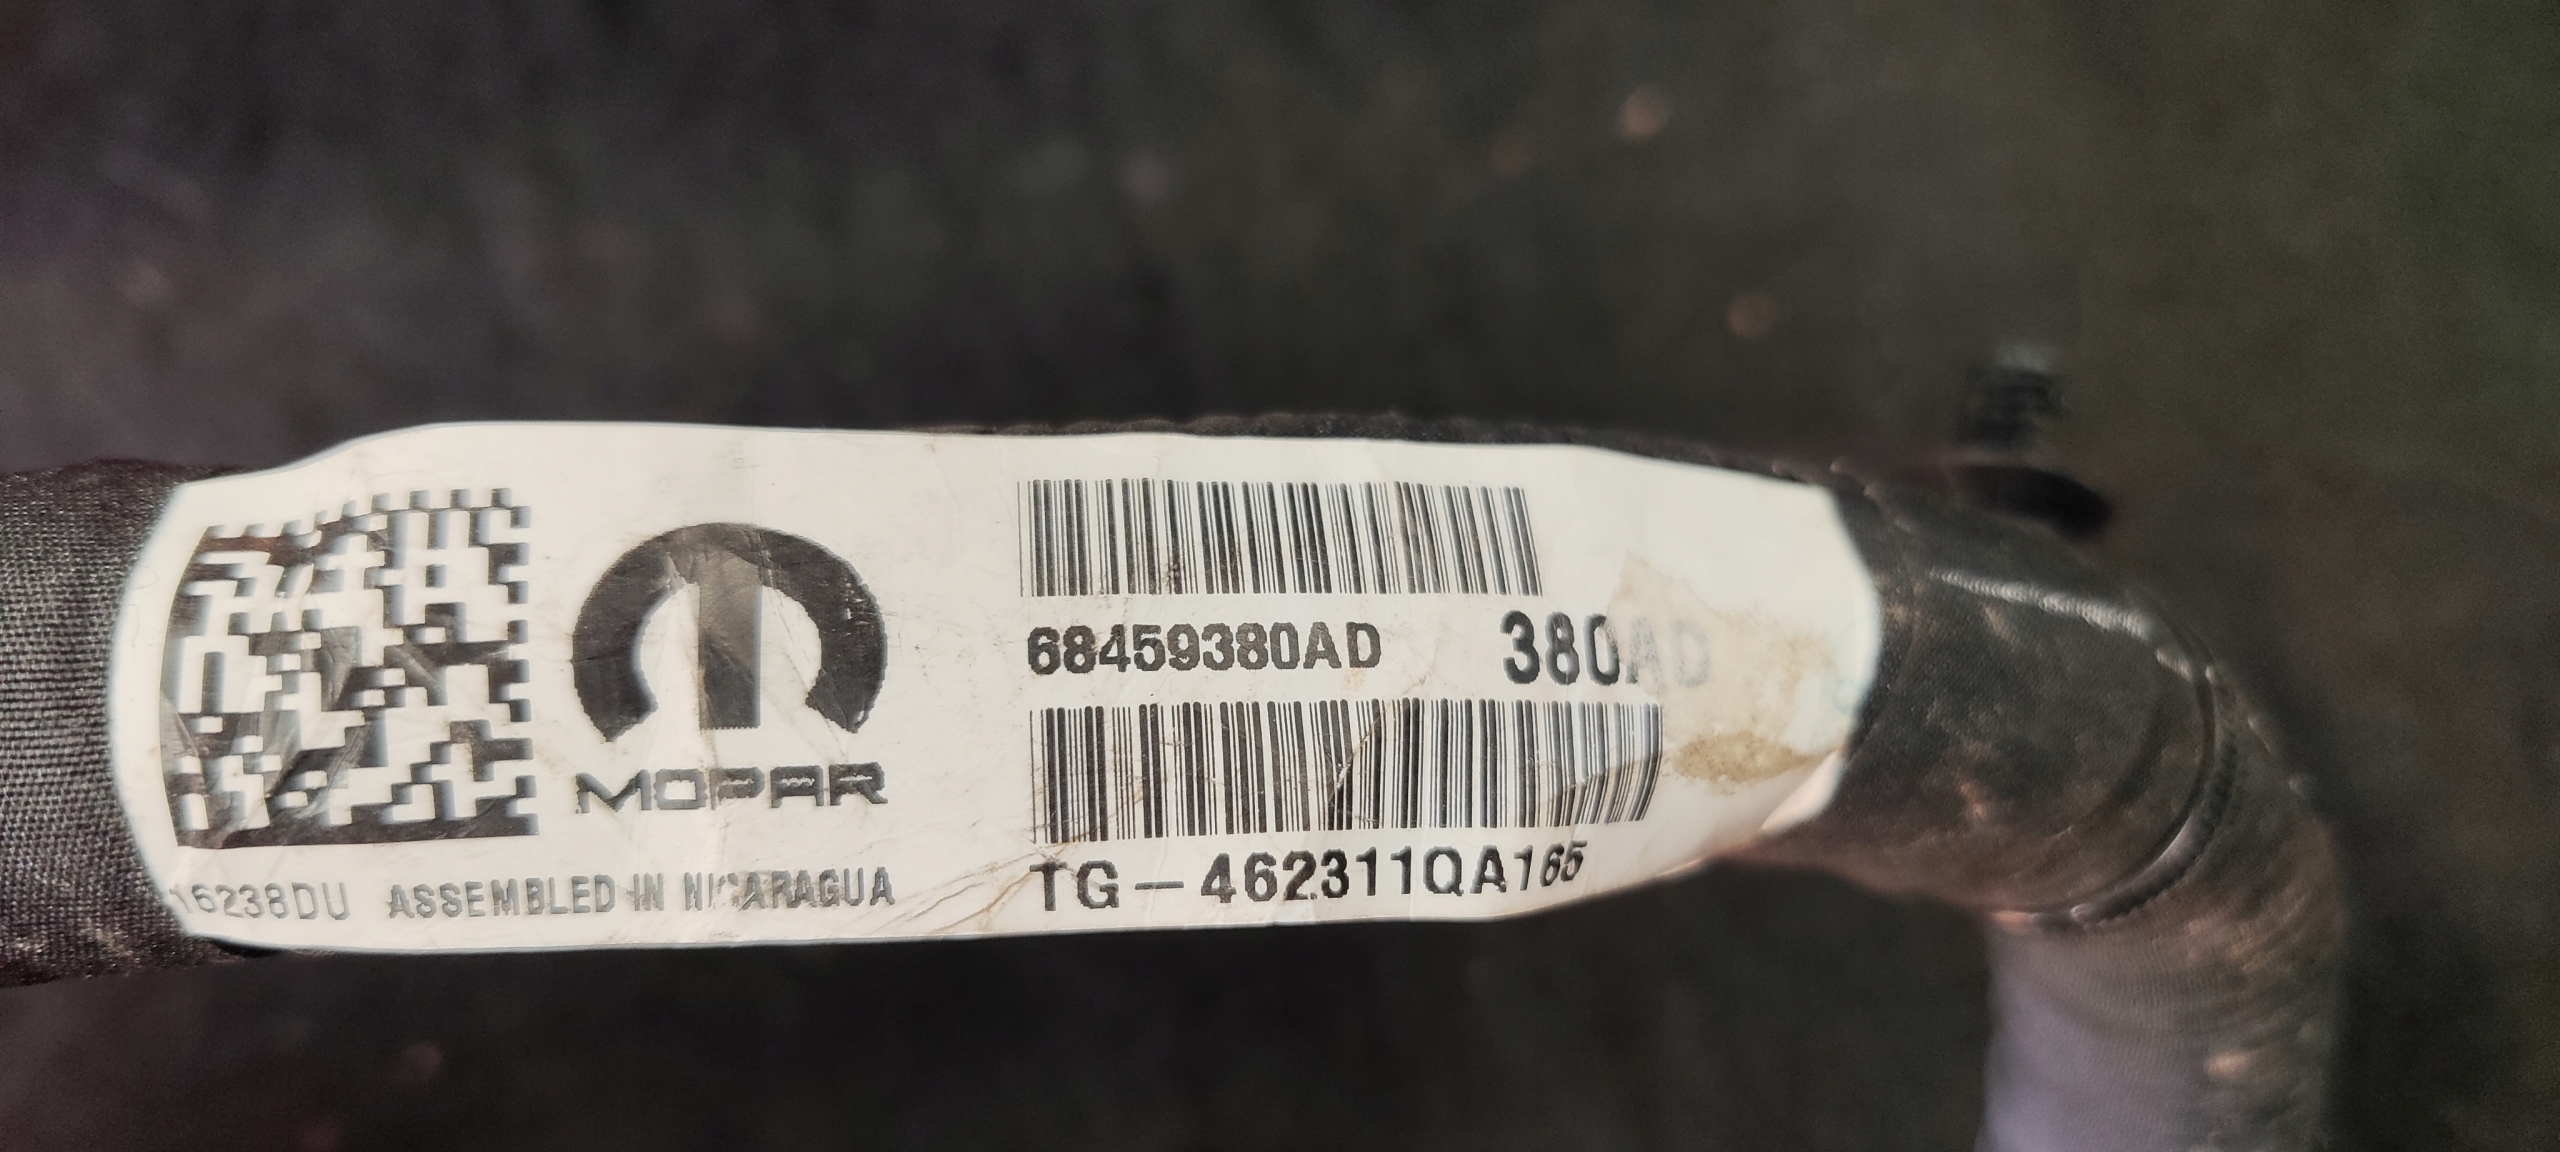 MOPAR
68459380AD 380AD
TG-462311QA165
16238DU ASSEMBLED IN NICARAGUA